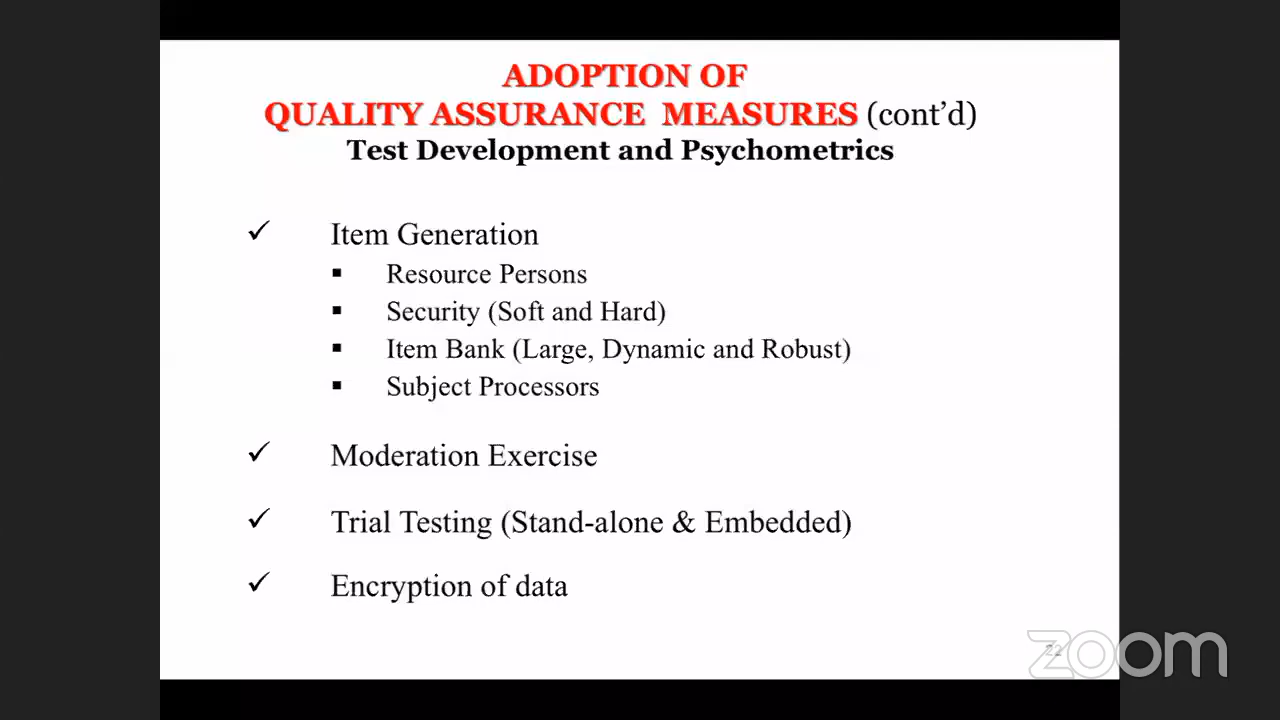 ADOPTION OF
QUALITY ASSURANCE MEASURES (cont’d)
Test Development and Psychometrics
✓ Item Generation
▪ Resource Persons
▪ Security (Soft and Hard)
▪ Item Bank (Large, Dynamic and Robust)
▪ Subject Processors
✓ Moderation Exercise
✓ Trial Testing (Stand-alone & Embedded)
✓ Encryption of data
22
zoom